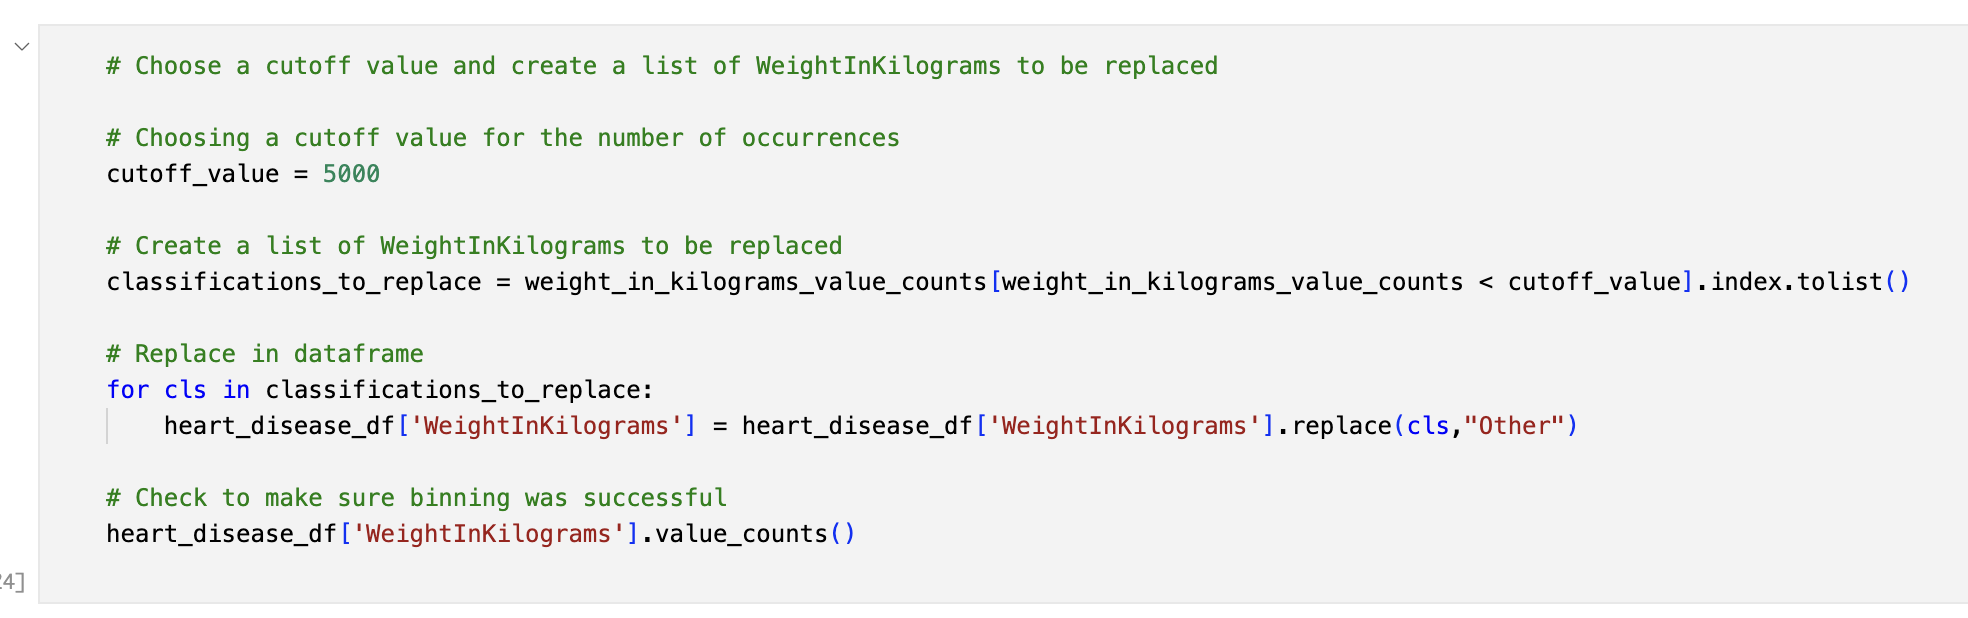 # Choose a cutoff value and create a list of WeightInKilograms to be replaced
# Choosing a cutoff value for the number of occurrences
cutoff_value = 5000
# Create a list of WeightInKilograms to be replaced
classifications_to_replace = weight_in_kilograms_value_counts[weight_in_kilograms_value_counts < cutoff_value].index.tolist()
# Replace in dataframe
for cls in classifications_to_replace:
    heart_disease_df['WeightInKilograms'] = heart_disease_df['WeightInKilograms'].replace(cls,"Other")
# Check to make sure binning was successful
heart_disease_df['WeightInKilograms'].value_counts()
4]